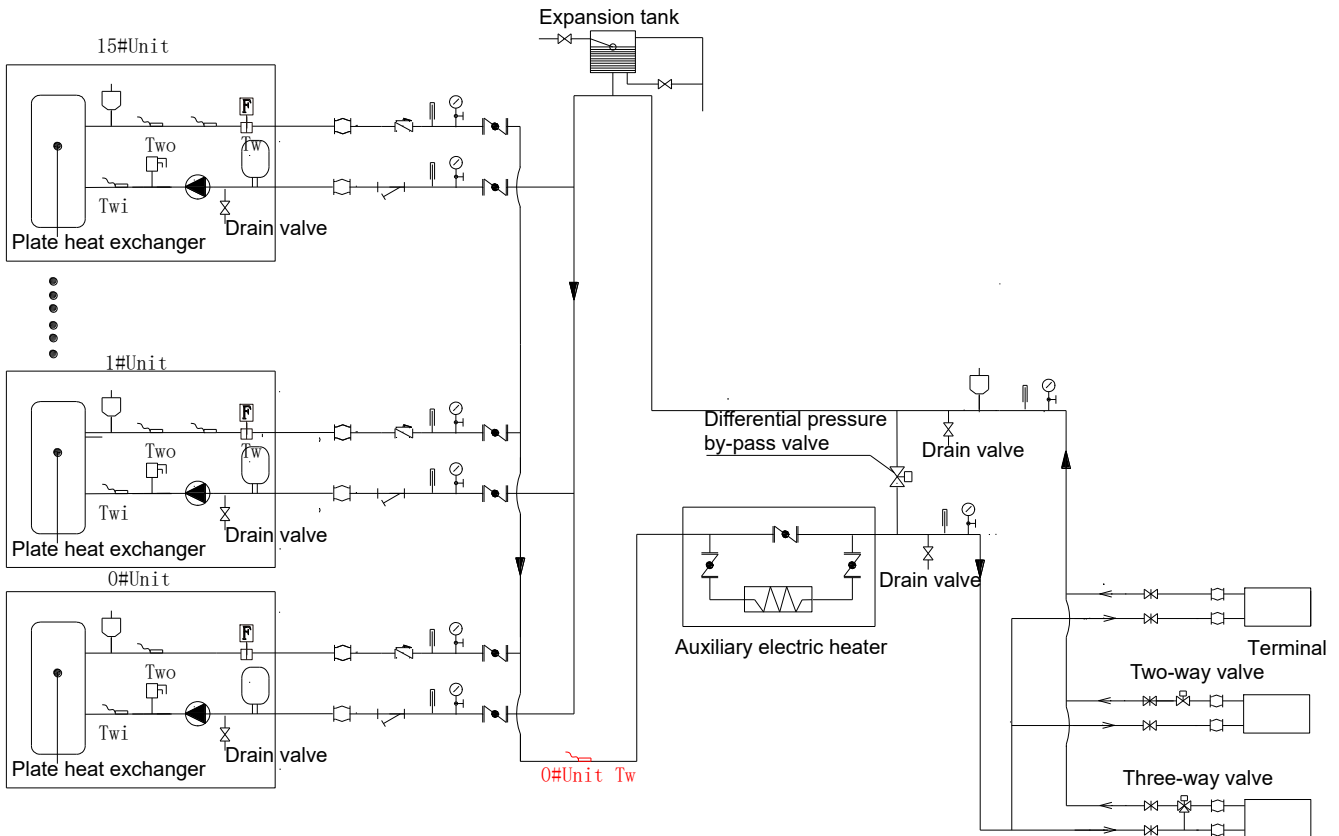 Expansion tank
15#Unit
F
Two
Tw
Twi
Drain valve
Plate heat exchanger
1#Unit
F
Two
Tw
Twi
Drain valve
Plate heat exchanger
0#Unit
F
Two
Twi
Drain valve
Plate heat exchanger
0#Unit Tw
Differential pressure
by-pass valve
Drain valve
Drain valve
Auxiliary electric heater
Terminal
Two-way valve
Three-way valve